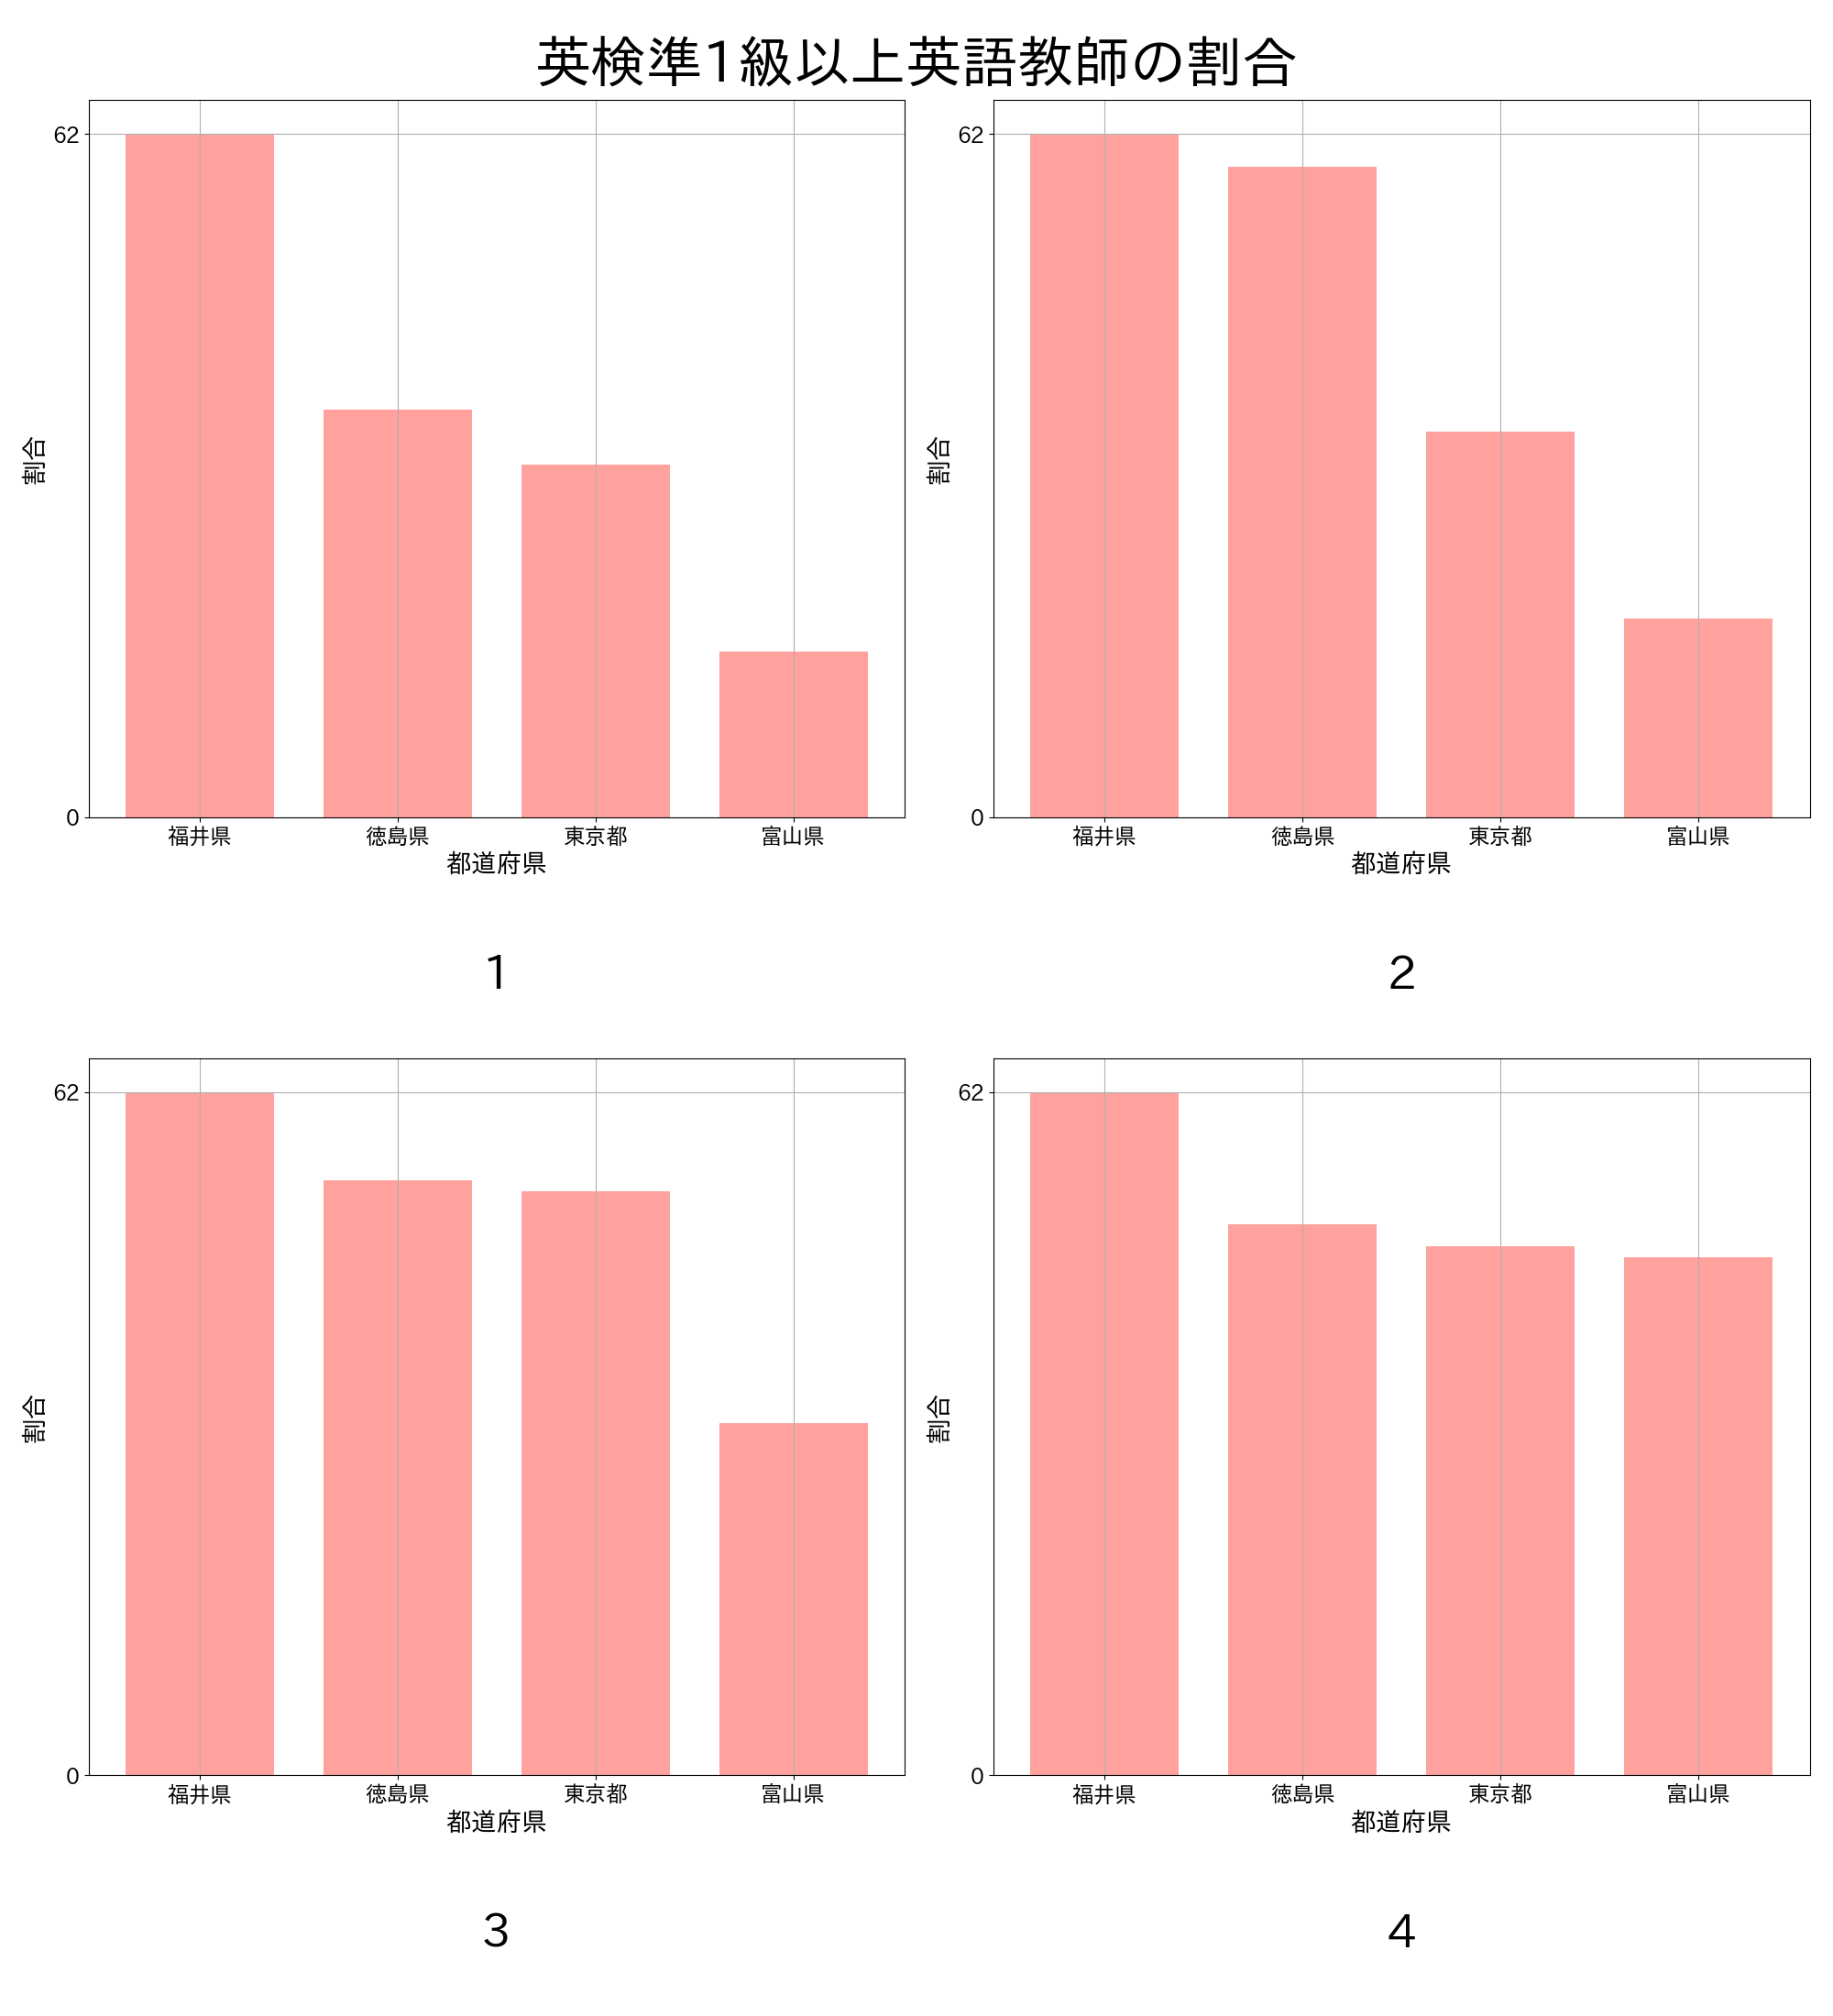 英検準1級以上英語教師の割合
62
割合
0
福井県 徳島県 東京都 富山県
都道府県
1
62
割合
0
福井県 徳島県 東京都 富山県
都道府県
2
62
割合
0
福井県 徳島県 東京都 富山県
都道府県
3
62
割合
0
福井県 徳島県 東京都 富山県
都道府県
4